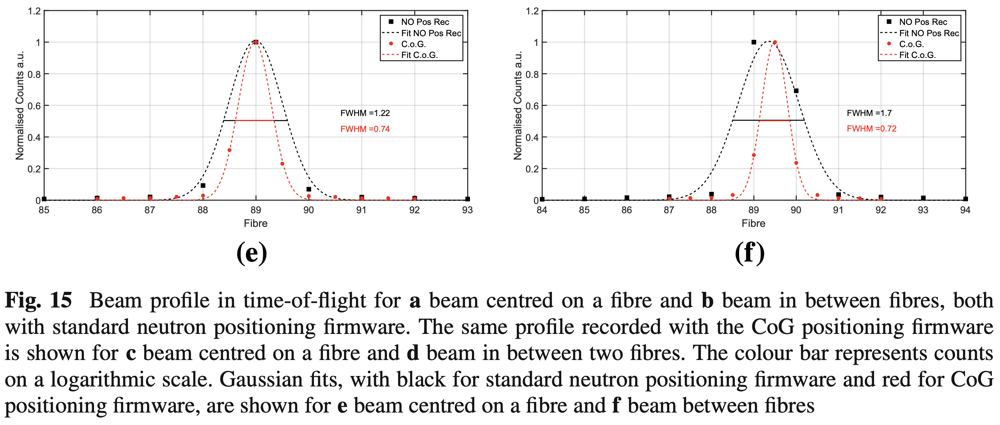 1.2
1
0.8
0.6
0.4
0.2
0
Normalised Counts a.u.
NO Pos Rec
Fit NO Pos Rec
C.o.G.
Fit C.o.G.
FWHM =1.22
FWHM =0.74
85 86 87 88 89 90 91 92 93
Fibre
(e)
1.2
1
0.8
0.6
0.4
0.2
0
Normalised Counts a.u.
NO Pos Rec
Fit NO Pos Rec
C.o.G.
Fit C.o.G.
FWHM =1.7
FWHM =0.72
84 85 86 87 88 89 90 91 92 93 94
Fibre
(f)
Fig. 15 Beam profile in time-of-flight for a beam centred on a fibre and b beam in between fibres, both
with standard neutron positioning firmware. The same profile recorded with the CoG positioning firmware
is shown for c beam centred on a fibre and d beam in between two fibres. The colour bar represents counts
on a logarithmic scale. Gaussian fits, with black for standard neutron positioning firmware and red for CoG
positioning firmware, are shown for e beam centred on a fibre and f beam between fibres